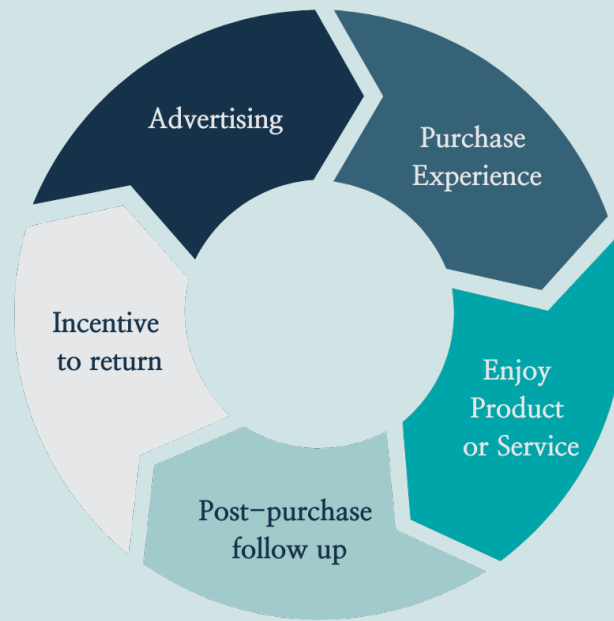 Advertising
Purchase
Experience
Enjoy
Product
or Service
Post-purchase
follow up
Incentive
to return